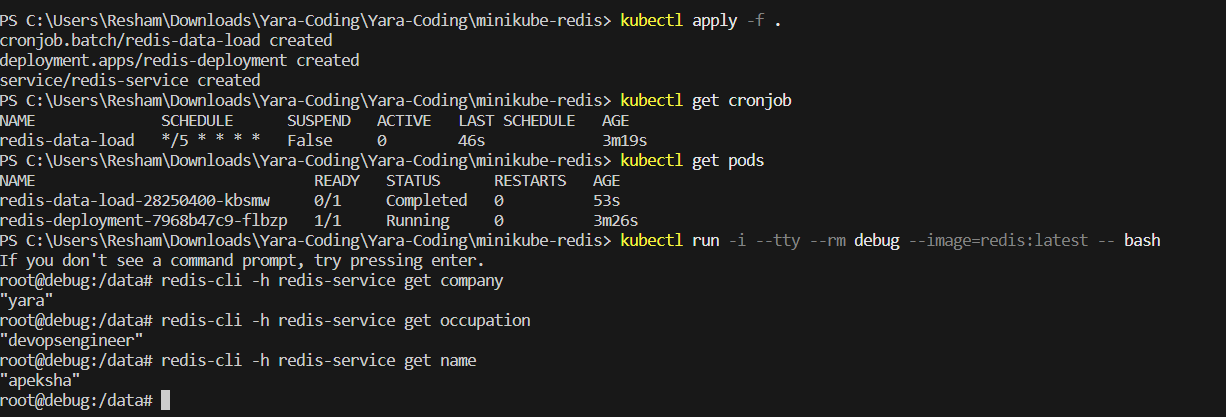 PS C:\Users\Resham\Downloads\Yara-Coding\Yara-Coding\minikube-redis> kubectl apply -f .
cronjob.batch/redis-data-load created
deployment.apps/redis-deployment created
service/redis-service created
PS C:\Users\Resham\Downloads\Yara-Coding\Yara-Coding\minikube-redis> kubectl get cronjob
NAME SCHEDULE SUSPEND ACTIVE LAST SCHEDULE AGE
redis-data-load */5 * * * * False 0 46s 3m19s
PS C:\Users\Resham\Downloads\Yara-Coding\Yara-Coding\minikube-redis> kubectl get pods
NAME READY STATUS RESTARTS AGE
redis-data-load-28250400-kbsmw 0/1 Completed 0 53s
redis-deployment-7968b47c9-flbzp 1/1 Running 0 3m26s
PS C:\Users\Resham\Downloads\Yara-Coding\Yara-Coding\minikube-redis> kubectl run -i --tty --rm debug --image=redis:latest -- bash
If you don't see a command prompt, try pressing enter.
root@debug:/data# redis-cli -h redis-service get company
"yara"
root@debug:/data# redis-cli -h redis-service get occupation
"devopsengineer"
root@debug:/data# redis-cli -h redis-service get name
"apeksha"
root@debug:/data#